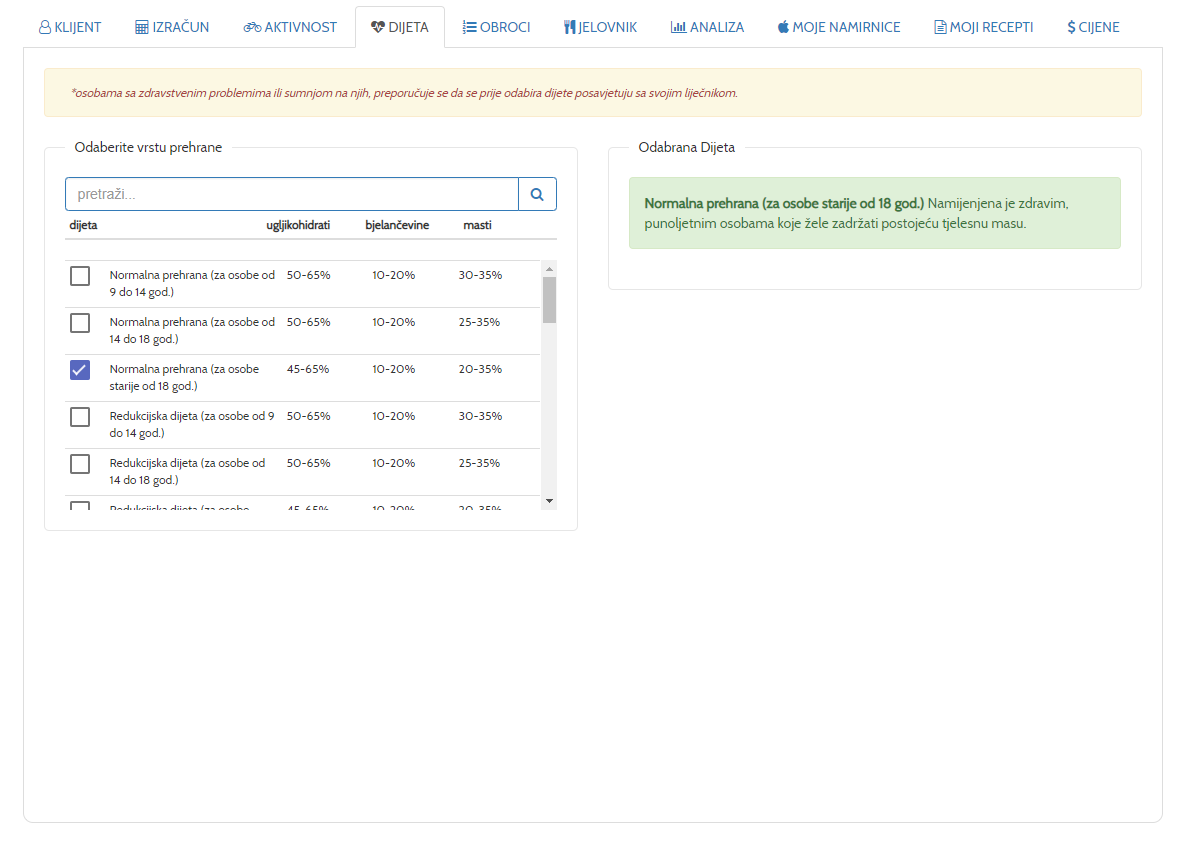 KLIJENT IZRAČUN AKTIVNOST DIJETA OBROCI JELOVNIK ANALIZA MOJE NAMIRNICE MOJI RECEPTI CIJENE
*osobama sa zdravstvenim problemima ili sumnjom na njih, preporučuje se da se prije odabira dijete posavjetuju sa svojim liječnikom.
Odaberite vrstu prehrane
pretraži...
dijeta ugljikohidrati bjelančevine masti
Normalna prehrana (za osobe od 50-65% 10-20% 30-35%
9 do 14 god.)
Normalna prehrana (za osobe od 50-65% 10-20% 25-35%
14 do 18 god.)
Normalna prehrana (za osobe 45-65% 10-20% 20-35%
starije od 18 god.)
Redukcijska dijeta (za osobe od 9 50-65% 10-20% 30-35%
do 14 god.)
Redukcijska dijeta (za osobe od 50-65% 10-20% 25-35%
14 do 18 god.)
Redukcijska dijeta (za osobe 45-65% 10-20% 20-35%
Odabrana Dijeta
Normalna prehrana (za osobe starije od 18 god.) Namijenjena je zdravim,
punoljetnim osobama koje žele zadržati postojeću tjelesnu masu.